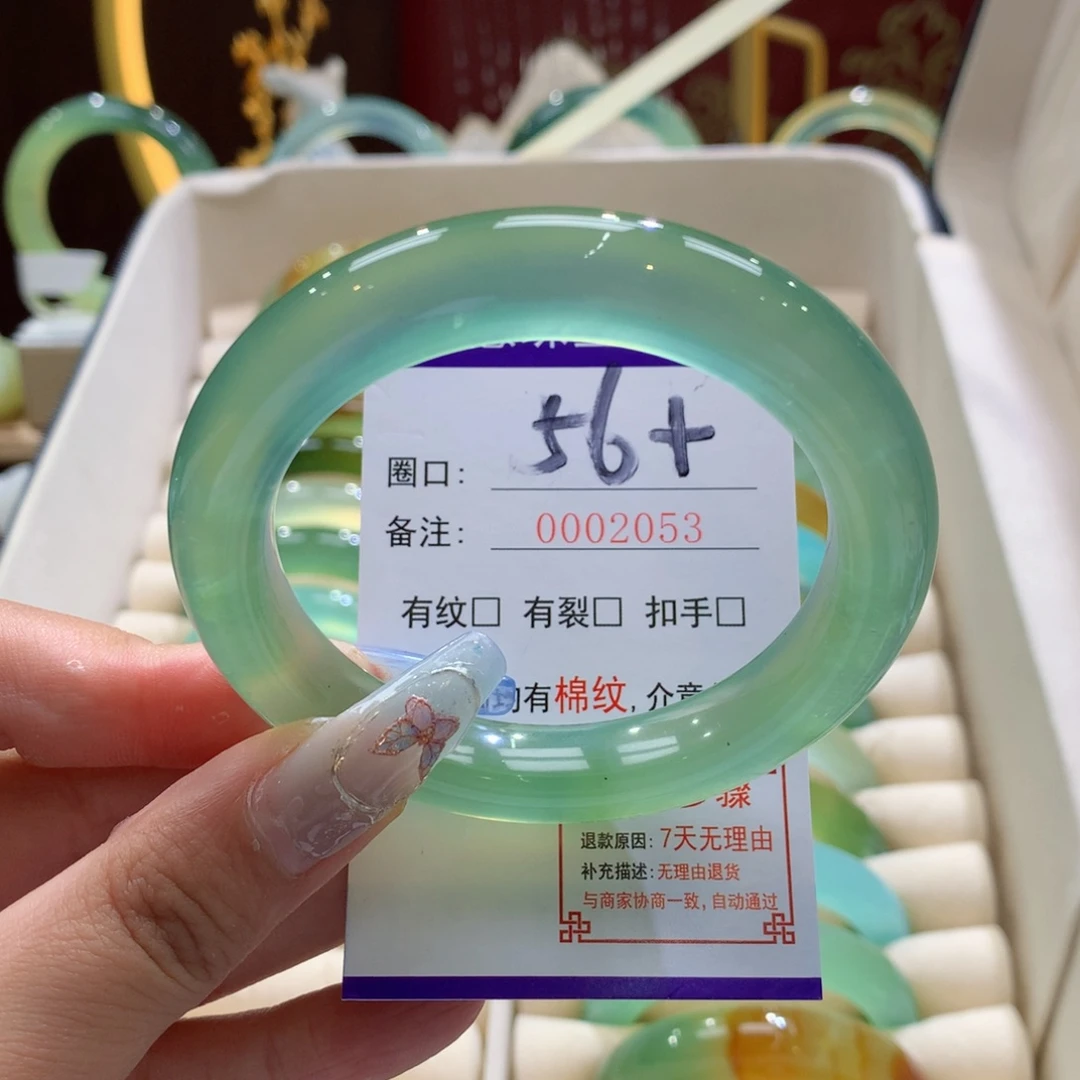 圈口: 56+
备注: 0002053
有纹□ 有裂□ 扣手□
有棉纹, 介意
骤
退款原因: 7天无理由
补充描述: 无理由退货
与商家协商一致, 自动通过